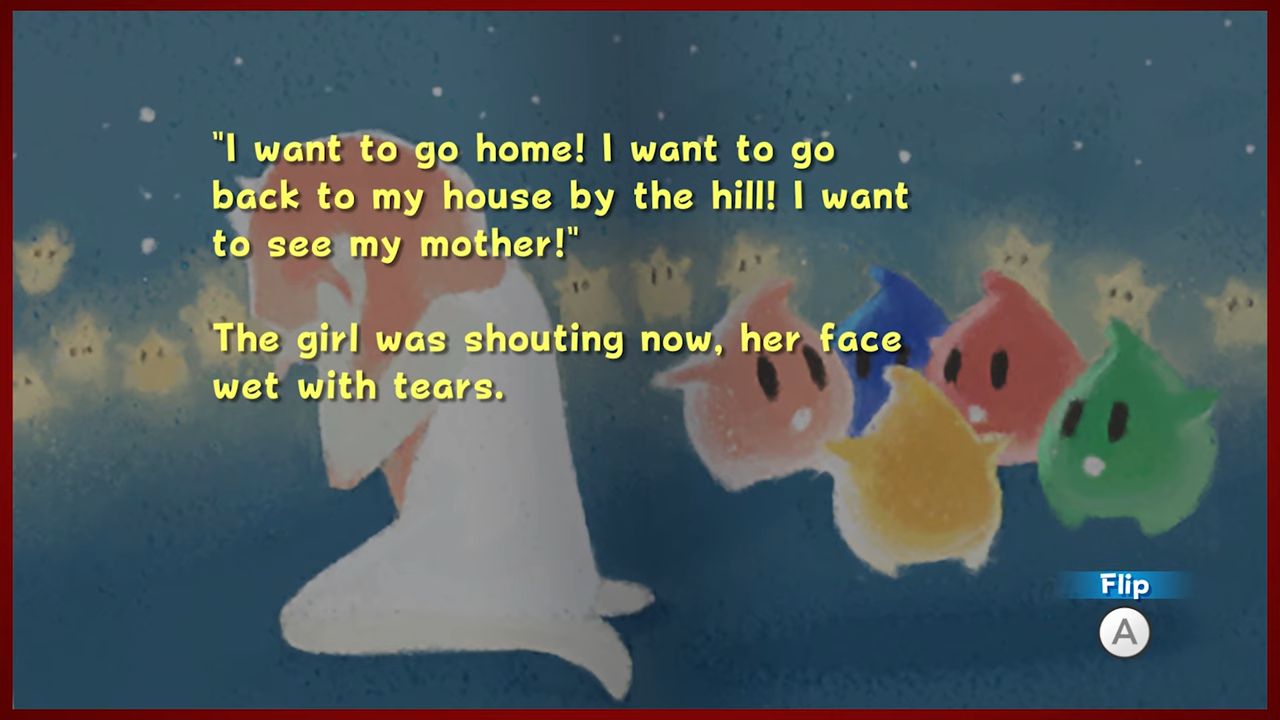 "I want to go home! I want to go
back to my house by the hill! I want
to see my mother!"
The girl was shouting now, her face
wet with tears.
Flip
A